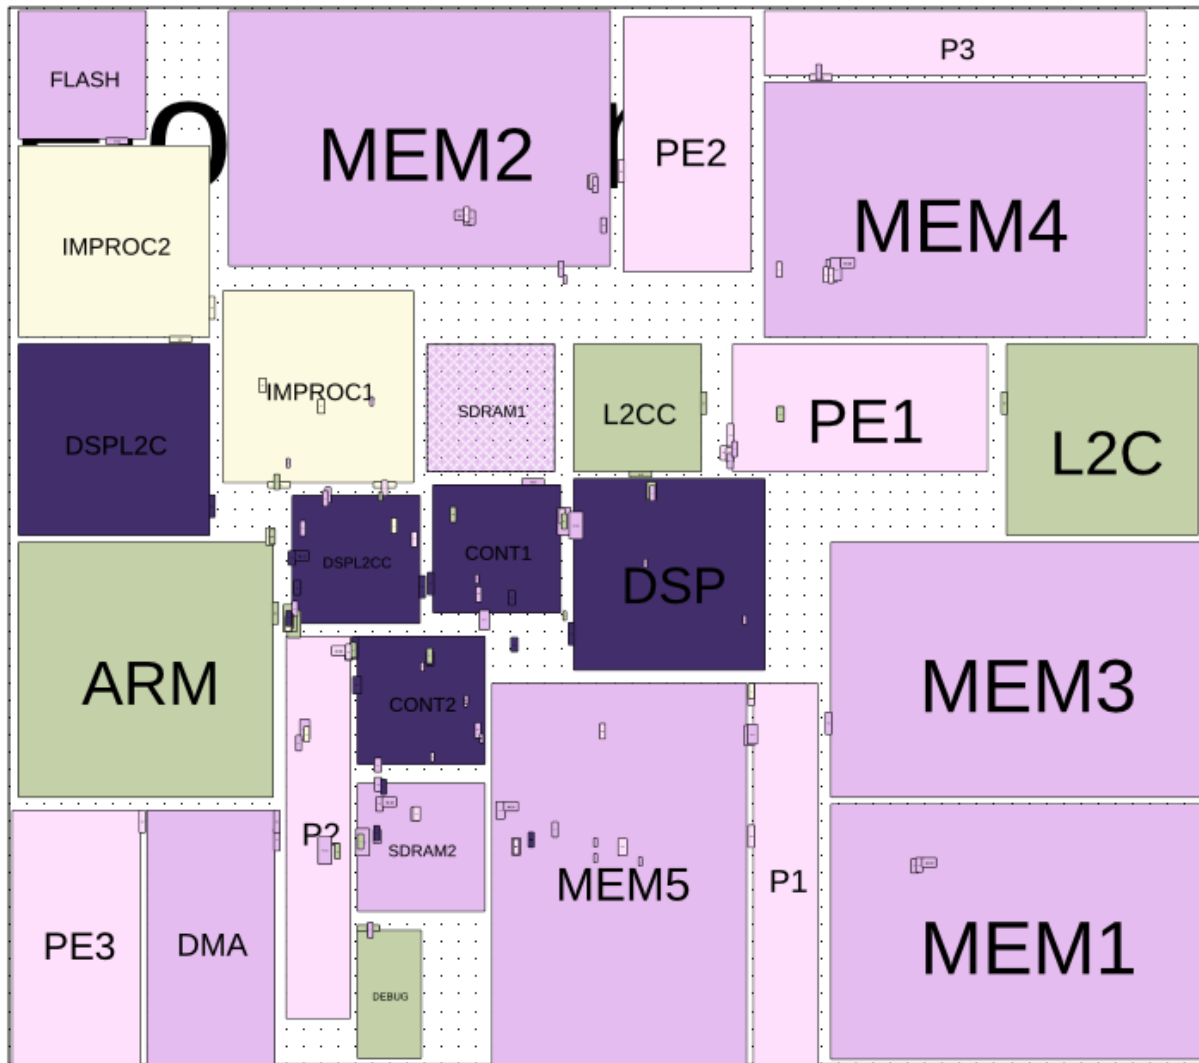 P3
FLASH
MEM2
PE2
MEM4
IMPROC2
IMPROC1
SDRAM1
L2CC
PE1
L2C
DSPL2C
DSPL2CC
CONT1
DSP
ARM
MEM3
CONT2
P2
SDRAM2
MEM5
P1
PE3
DMA
MEM1
DEBUG